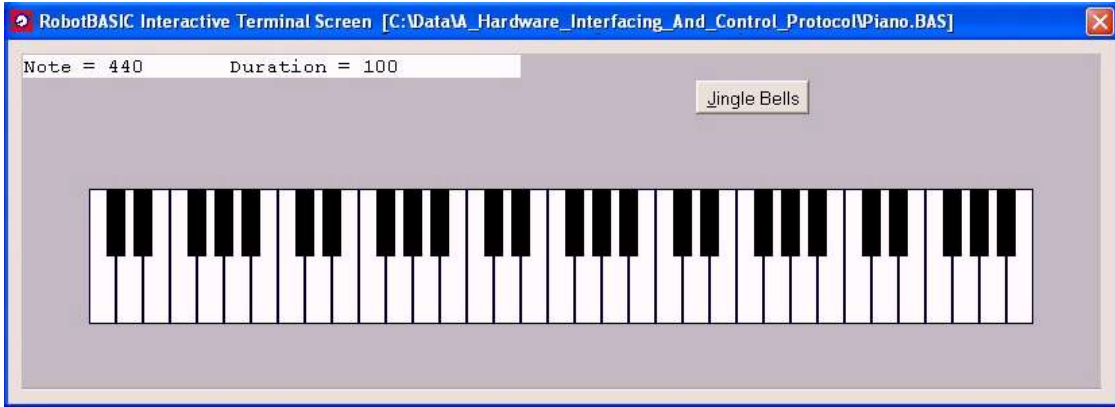 RobotBASIC Interactive Terminal Screen [C:\Data\A_Hardware_Interfacing_And_Control_Protocol\Piano.BAS]
Note = 440 Duration = 100
Jingle Bells